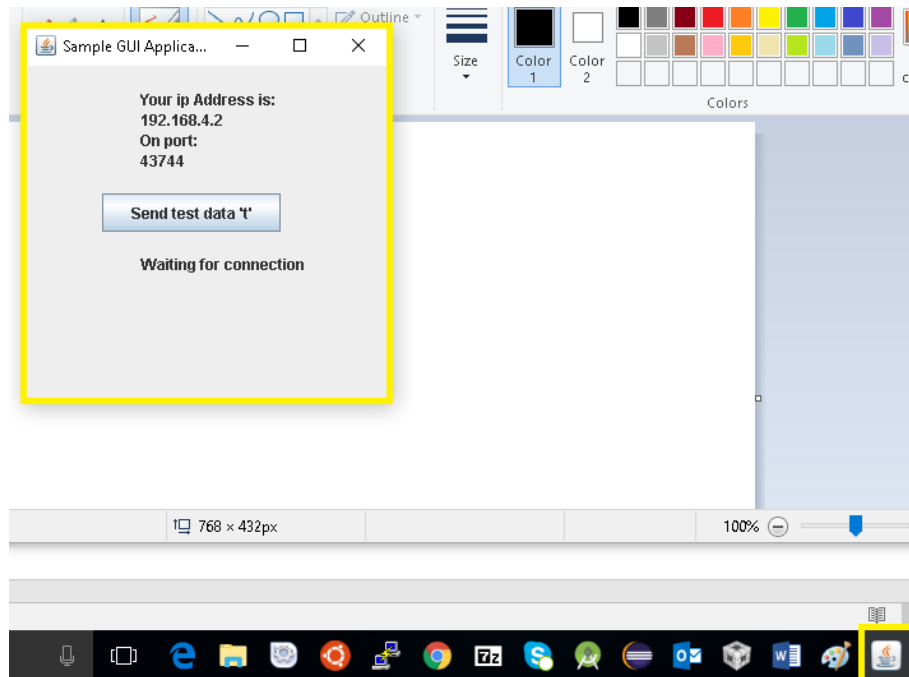 Outline
Sample GUI Applica...
Size
Color
1
Color
2
Colors
Your ip Address is:
192.168.4.2
On port:
43744
Send test data 't'
Waiting for connection
768 × 432px
100%
7z